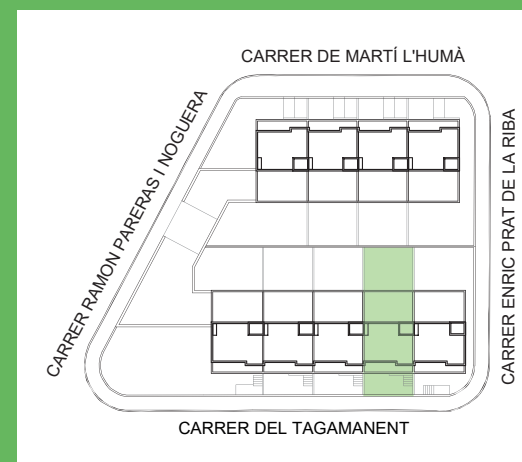 CARRER DE MARTÍ L'HUMÀ
CARRER RAMON PARERAS I NOGUERA
CARRER ENRIC PRAT DE LA RIBA
CARRER DEL TAGAMANENT